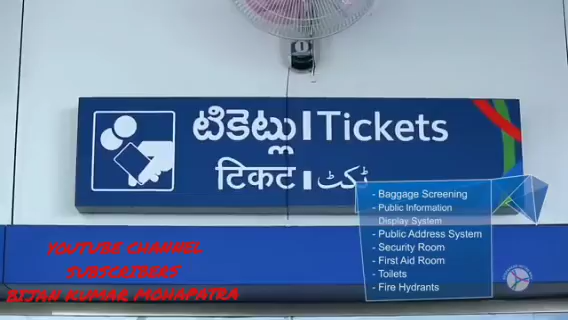 టికెట్లు Tickets
टिकट ٹکٹ
- Baggage Screening
- Public Information
Display System
- Public Address System
- Security Room
- First Aid Room
- Toilets
- Fire Hydrants
YOUTUBE CHANNEL
SUBSCRIBERS
BIJAN KUMAR MOHAPATRA